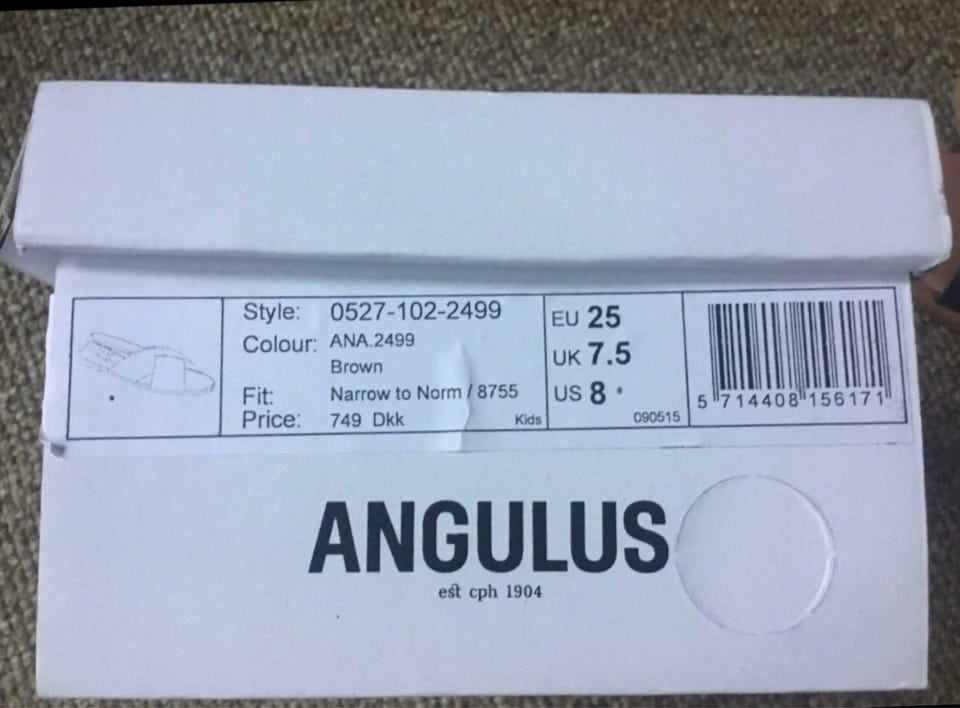 Style: 0527-102-2499
Colour: ANA.2499
Brown
Fit: Narrow to Norm / 8755
Price: 749 Dkk
Kids
EU 25
UK 7.5
US 8
090515
5 714408 156171
ANGULUS
est cph 1904